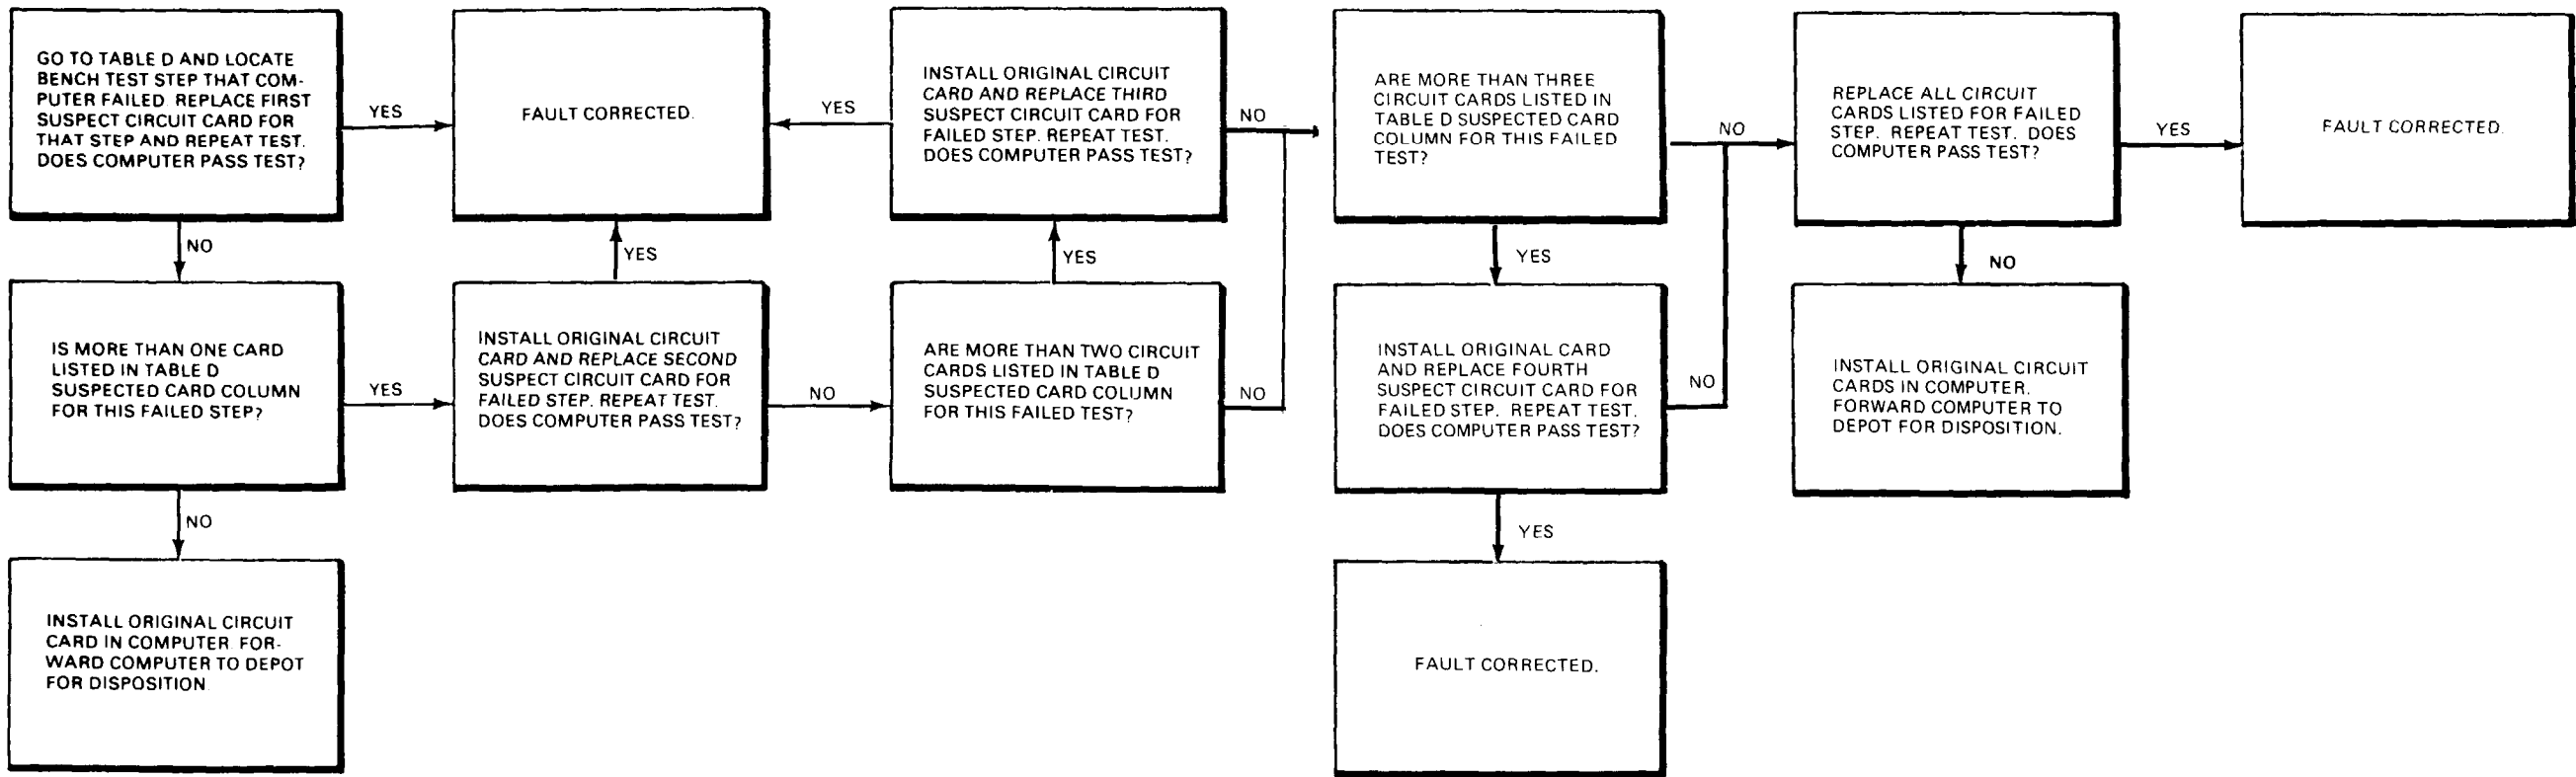 GO TO TABLE D AND LOCATE
BENCH TEST STEP THAT COM-
PUTER FAILED. REPLACE FIRST
SUSPECT CIRCUIT CARD FOR
THAT STEP AND REPEAT TEST.
DOES COMPUTER PASS TEST?
YES
FAULT CORRECTED.
YES
INSTALL ORIGINAL CIRCUIT
CARD AND REPLACE THIRD
SUSPECT CIRCUIT CARD FOR
FAILED STEP. REPEAT TEST.
DOES COMPUTER PASS TEST?
NO
ARE MORE THAN THREE
CIRCUIT CARDS LISTED IN
TABLE D SUSPECTED CARD
COLUMN FOR THIS FAILED
TEST?
NO
REPLACE ALL CIRCUIT
CARDS LISTED FOR FAILED
STEP. REPEAT TEST. DOES
COMPUTER PASS TEST?
YES
FAULT CORRECTED.
NO
YES
YES
YES
NO
IS MORE THAN ONE CARD
LISTED IN TABLE D
SUSPECTED CARD COLUMN
FOR THIS FAILED STEP?
YES
INSTALL ORIGINAL CIRCUIT
CARD AND REPLACE SECOND
SUSPECT CIRCUIT CARD FOR
FAILED STEP. REPEAT TEST.
DOES COMPUTER PASS TEST?
NO
ARE MORE THAN TWO CIRCUIT
CARDS LISTED IN TABLE D
SUSPECTED CARD COLUMN
FOR THIS FAILED TEST?
NO
INSTALL ORIGINAL CARD
AND REPLACE FOURTH
SUSPECT CIRCUIT CARD FOR
FAILED STEP. REPEAT TEST.
DOES COMPUTER PASS TEST?
NO
INSTALL ORIGINAL CIRCUIT
CARDS IN COMPUTER.
FORWARD COMPUTER TO
DEPOT FOR DISPOSITION.
NO
YES
INSTALL ORIGINAL CIRCUIT
CARD IN COMPUTER. FOR-
WARD COMPUTER TO DEPOT
FOR DISPOSITION
FAULT CORRECTED.